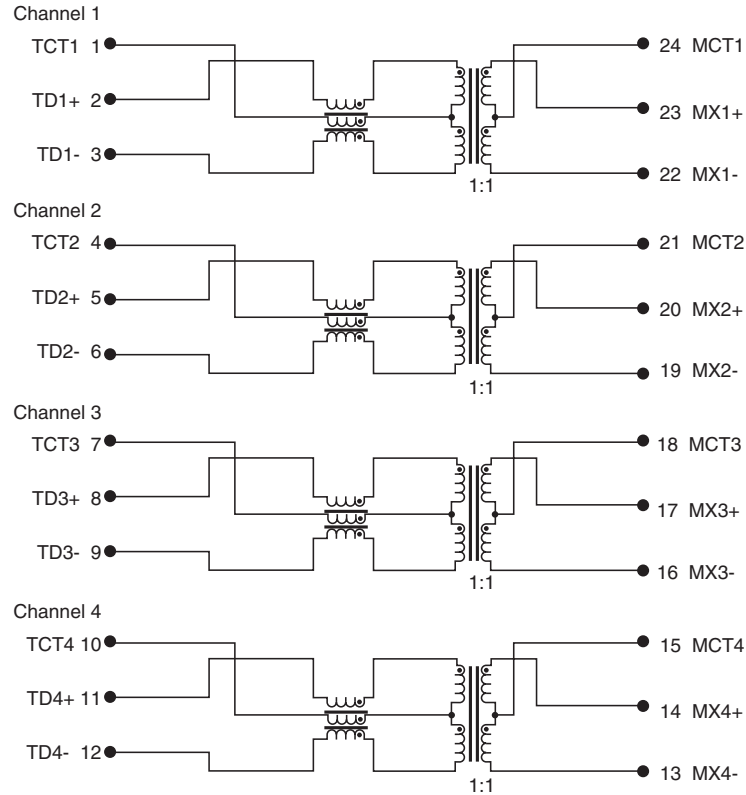 Channel 1
TCT1 1
24 MCT1
TD1+ 2
23 MX1+
TD1- 3
22 MX1-
1:1
Channel 2
TCT2 4
21 MCT2
TD2+ 5
20 MX2+
TD2- 6
19 MX2-
1:1
Channel 3
TCT3 7
18 MCT3
TD3+ 8
17 MX3+
TD3- 9
16 MX3-
1:1
Channel 4
TCT4 10
15 MCT4
TD4+ 11
14 MX4+
TD4- 12
13 MX4-
1:1